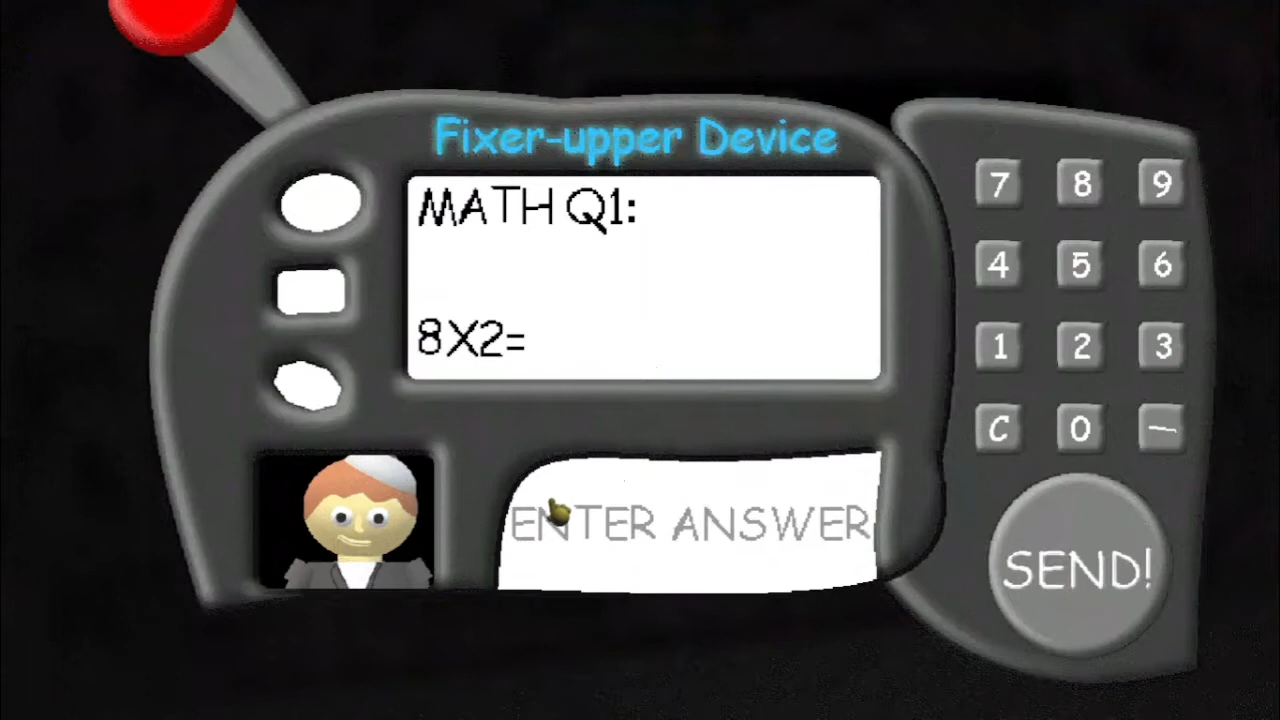 Fixer-upper Device
MATH Q1:
8X2=
ENTER ANSWER
7 8 9
4 5 6
1 2 3
C 0 —
SEND!